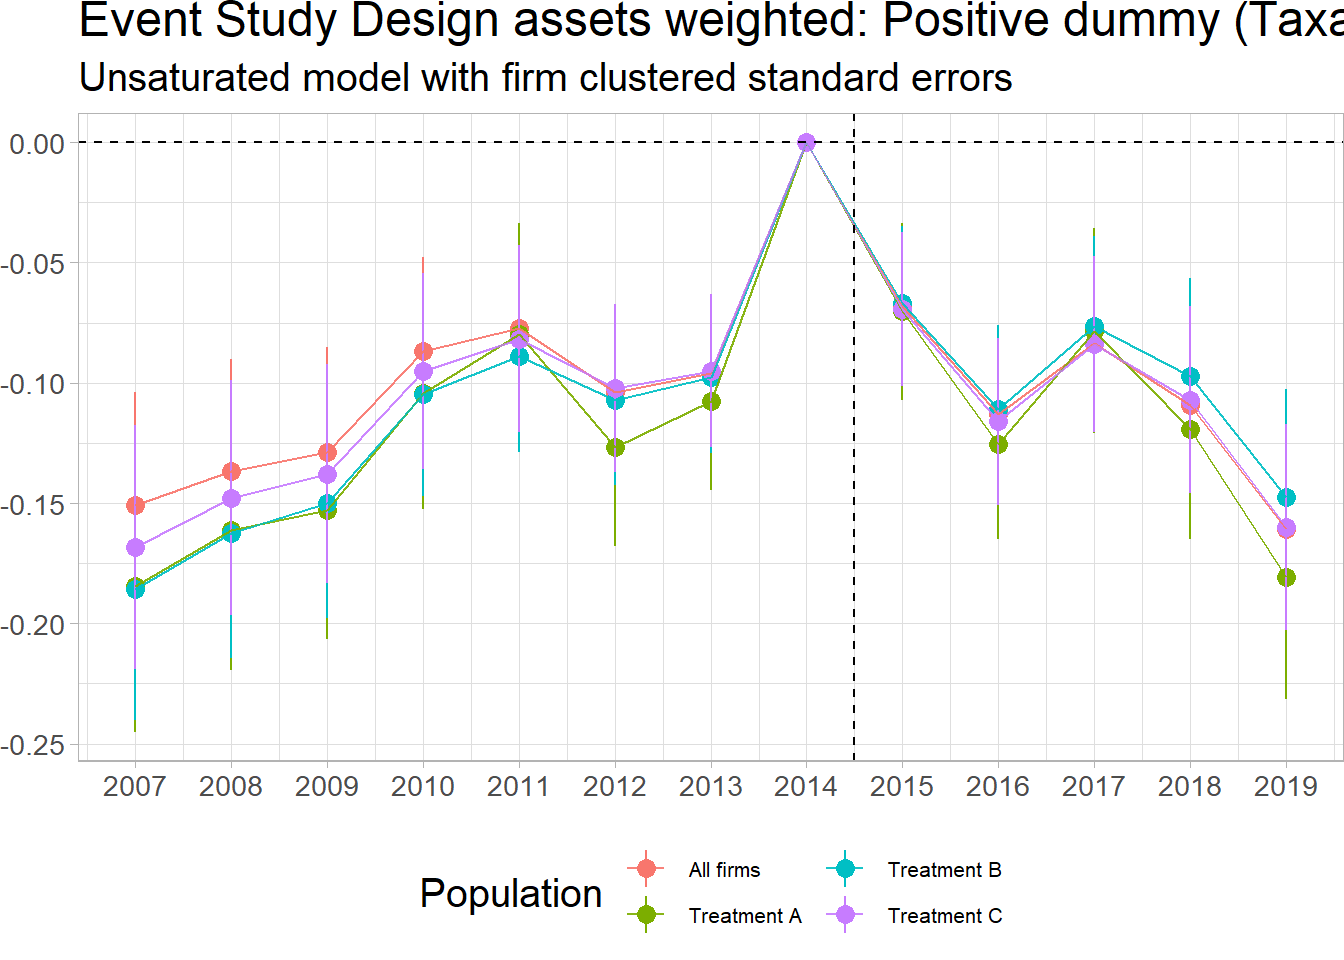 Event Study Design assets weighted: Positive dummy (Taxa
Unsaturated model with firm clustered standard errors
0.00
-0.05
-0.10
-0.15
-0.20
-0.25
2007 2008 2009 2010 2011 2012 2013 2014 2015 2016 2017 2018 2019
Population
All firms
Treatment A
Treatment B
Treatment C